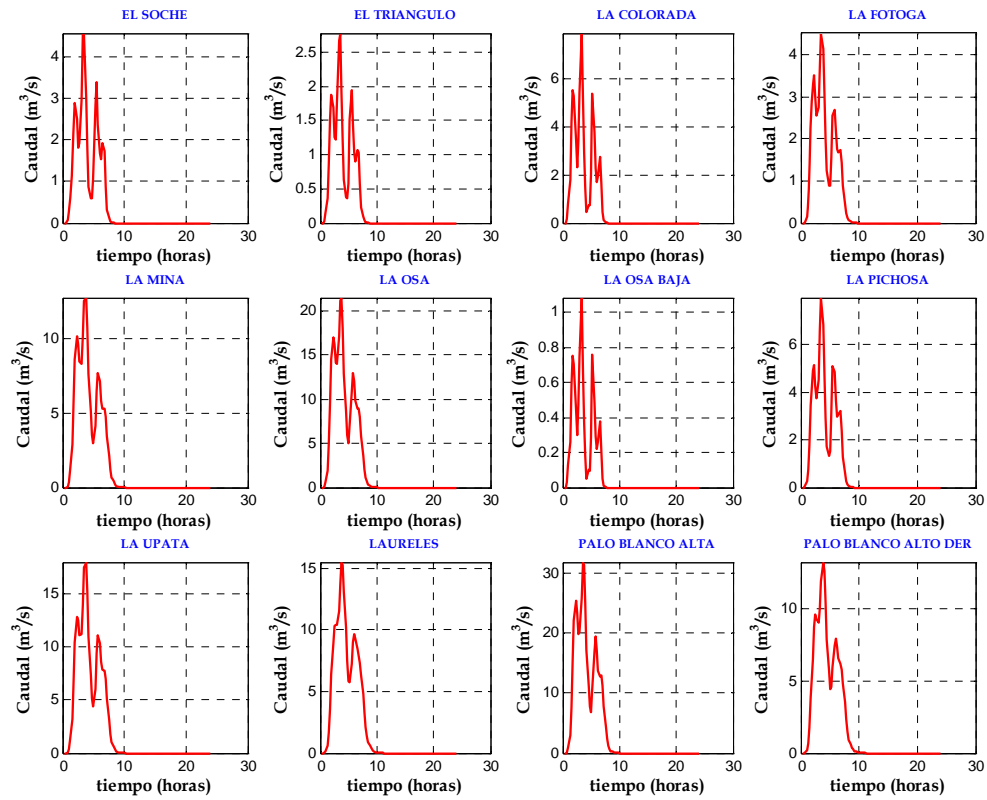 EL SOCHE
Caudal (m³/s)
4
3
2
1
0
0 10 20 30
tiempo (horas)
EL TRIANGULO
Caudal (m³/s)
2.5
2
1.5
1
0.5
0
0 10 20 30
tiempo (horas)
LA COLORADA
Caudal (m³/s)
6
4
2
0
0 10 20 30
tiempo (horas)
LA FOTOGA
Caudal (m³/s)
4
3
2
1
0
0 10 20 30
tiempo (horas)
LA MINA
Caudal (m³/s)
10
5
0
0 10 20 30
tiempo (horas)
LA OSA
Caudal (m³/s)
20
15
10
5
0
0 10 20 30
tiempo (horas)
LA OSA BAJA
Caudal (m³/s)
1
0.8
0.6
0.4
0.2
0
0 10 20 30
tiempo (horas)
LA PICHOSA
Caudal (m³/s)
6
4
2
0
0 10 20 30
tiempo (horas)
LA UPATA
Caudal (m³/s)
15
10
5
0
0 10 20 30
tiempo (horas)
LAURELES
Caudal (m³/s)
15
10
5
0
0 10 20 30
tiempo (horas)
PALO BLANCO ALTA
Caudal (m³/s)
30
20
10
0
0 10 20 30
tiempo (horas)
PALO BLANCO ALTO DER
Caudal (m³/s)
10
5
0
0 10 20 30
tiempo (horas)